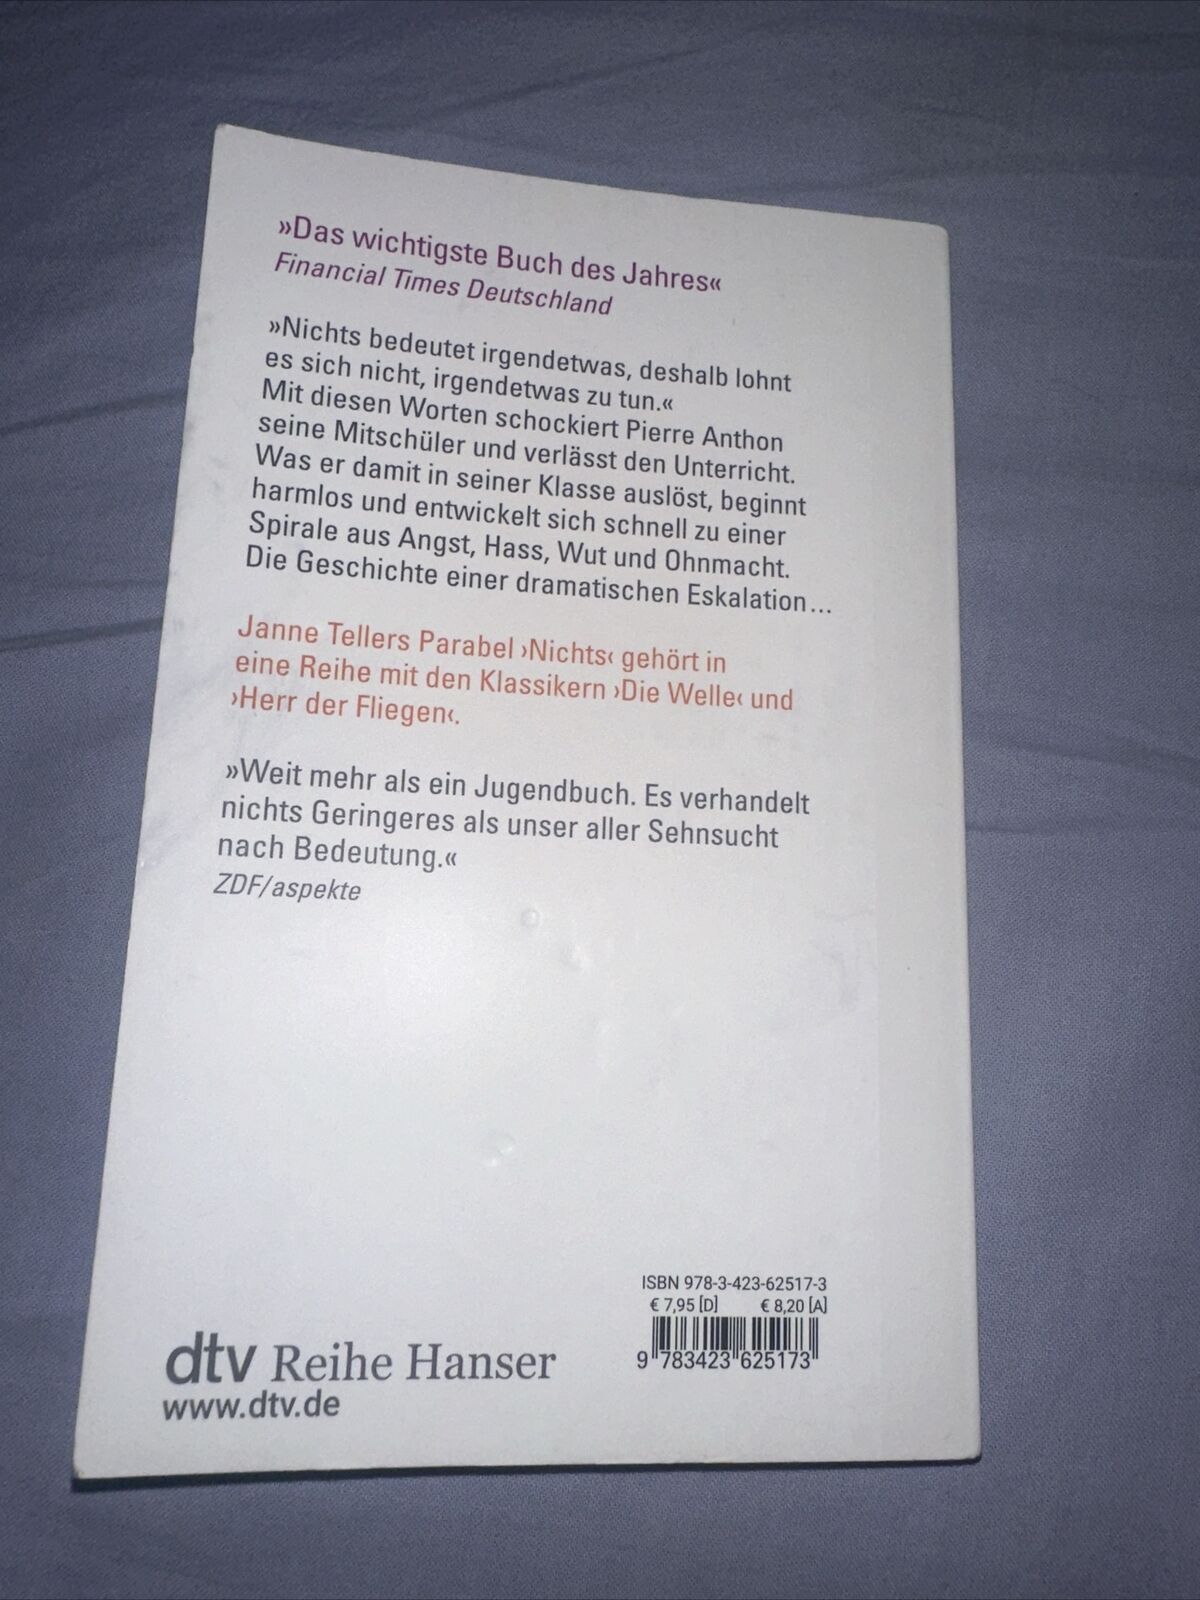 »Das wichtigste Buch des Jahres«
Financial Times Deutschland
»Nichts bedeutet irgendetwas, deshalb lohnt
es sich nicht, irgendetwas zu tun.«
Mit diesen Worten schockiert Pierre Anthon
seine Mitschüler und verlässt den Unterricht.
Was er damit in seiner Klasse auslöst, beginnt
harmlos und entwickelt sich schnell zu einer
Spirale aus Angst, Hass, Wut und Ohnmacht.
Die Geschichte einer dramatischen Eskalation...
Janne Tellers Parabel ›Nichts‹ gehört in
eine Reihe mit den Klassikern ›Die Welle‹ und
›Herr der Fliegen‹.
»Weit mehr als ein Jugendbuch. Es verhandelt
nichts Geringeres als unser aller Sehnsucht
nach Bedeutung.«
ZDF/aspekte
ISBN 978-3-423-62517-3
€ 7,95 [D] € 8,20 [A]
9 783423 625173
dtv Reihe Hanser
www.dtv.de